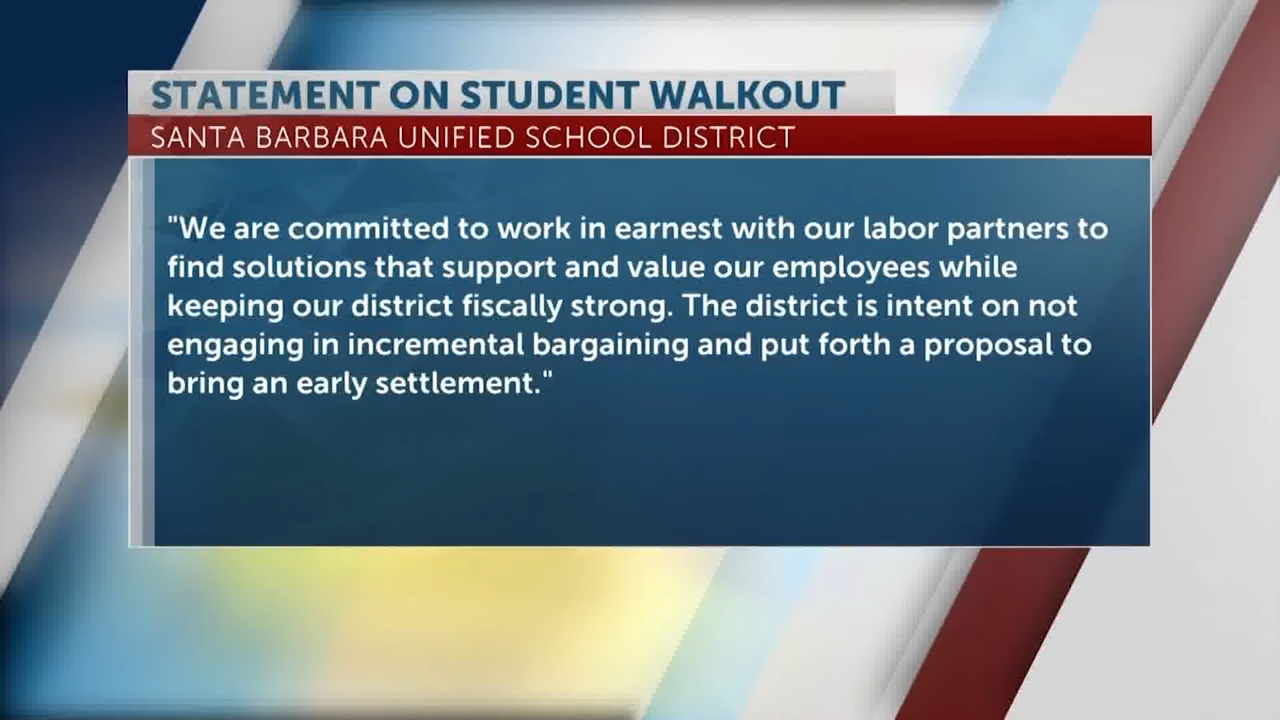 STATEMENT ON STUDENT WALKOUT
SANTA BARBARA UNIFIED SCHOOL DISTRICT
"We are committed to work in earnest with our labor partners to
find solutions that support and value our employees while
keeping our district fiscally strong. The district is intent on not
engaging in incremental bargaining and put forth a proposal to
bring an early settlement."